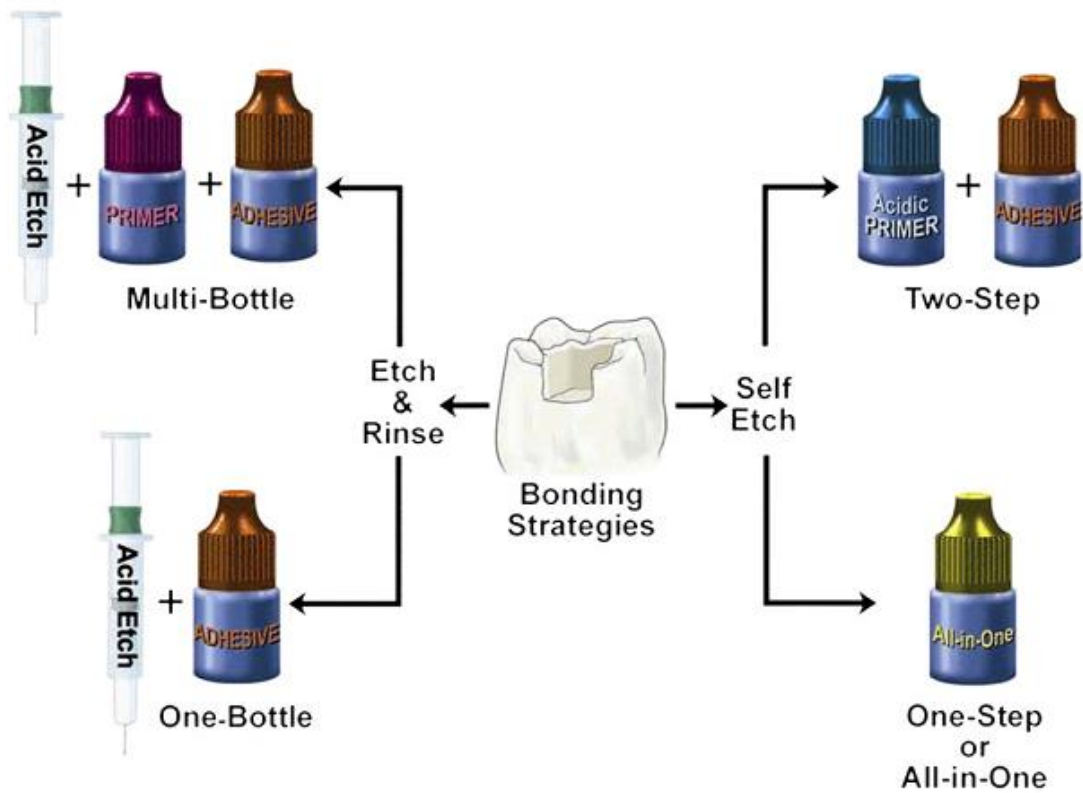 Acid Etch
+
PRIMER
+
ADHESIVE
Multi-Bottle
Acidic
PRIMER
+
ADHESIVE
Two-Step
Etch
&
Rinse
Bonding
Strategies
Self
Etch
Acid Etch
+
ADHESIVE
One-Bottle
All-in-One
One-Step
or
All-in-One